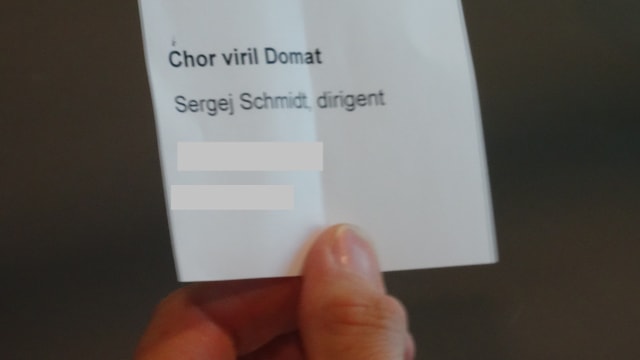 Chor viril Domat
Sergej Schmidt, dirigent